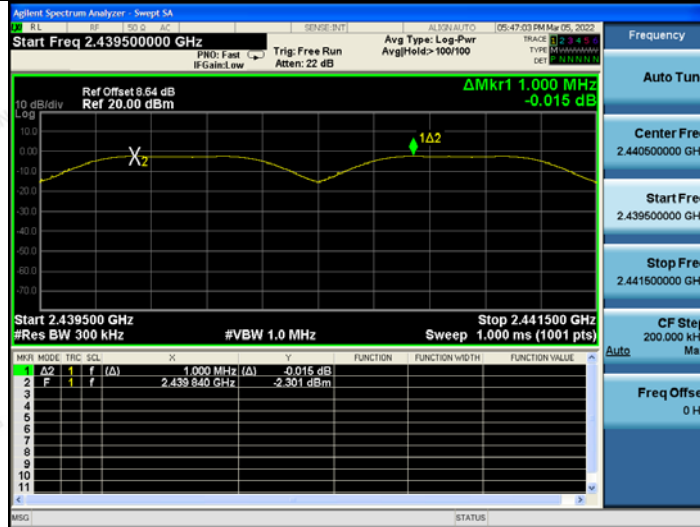 Agilent Spectrum Analyzer - Swept SA
RL RF 50 Ω AC SENSE:INT ALIGNAUTO 05:47:03 PM Mar 05, 2022
Start Freq 2.439500000 GHz
PNO: Fast Trig: Free Run
IFGain:Low Atten: 22 dB
Avg Type: Log-Pwr
Avg|Hold:> 100/100
TRACE 1 2 3 4 5 6
TYPE M
DET P N N N N N
Ref Offset 8.64 dB
ΔMkr1 1.000 MHz
10 dB/div Ref 20.00 dBm
-0.015 dB
Log
10.0
0.00
-10.0
-20.0
-30.0
-40.0
-50.0
-60.0
-70.0
X2
1Δ2
Start 2.439500 GHz Stop 2.441500 GHz
#Res BW 300 kHz #VBW 1.0 MHz Sweep 1.000 ms (1001 pts)
MKR MODE TRC SCL X Y FUNCTION FUNCTION WIDTH FUNCTION VALUE
1 Δ2 1 f (Δ) 1.000 MHz (Δ) -0.015 dB
2 F 1 f 2.439 840 GHz -2.301 dBm
3
4
5
6
7
8
9
10
11
MSG STATUS
Frequency
Auto Tun
Center Fre
2.440500000 GH
Start Fre
2.439500000 GH
Stop Fre
2.441500000 GH
CF Step
200.000 kH
Auto Ma
Freq Offse
0 H